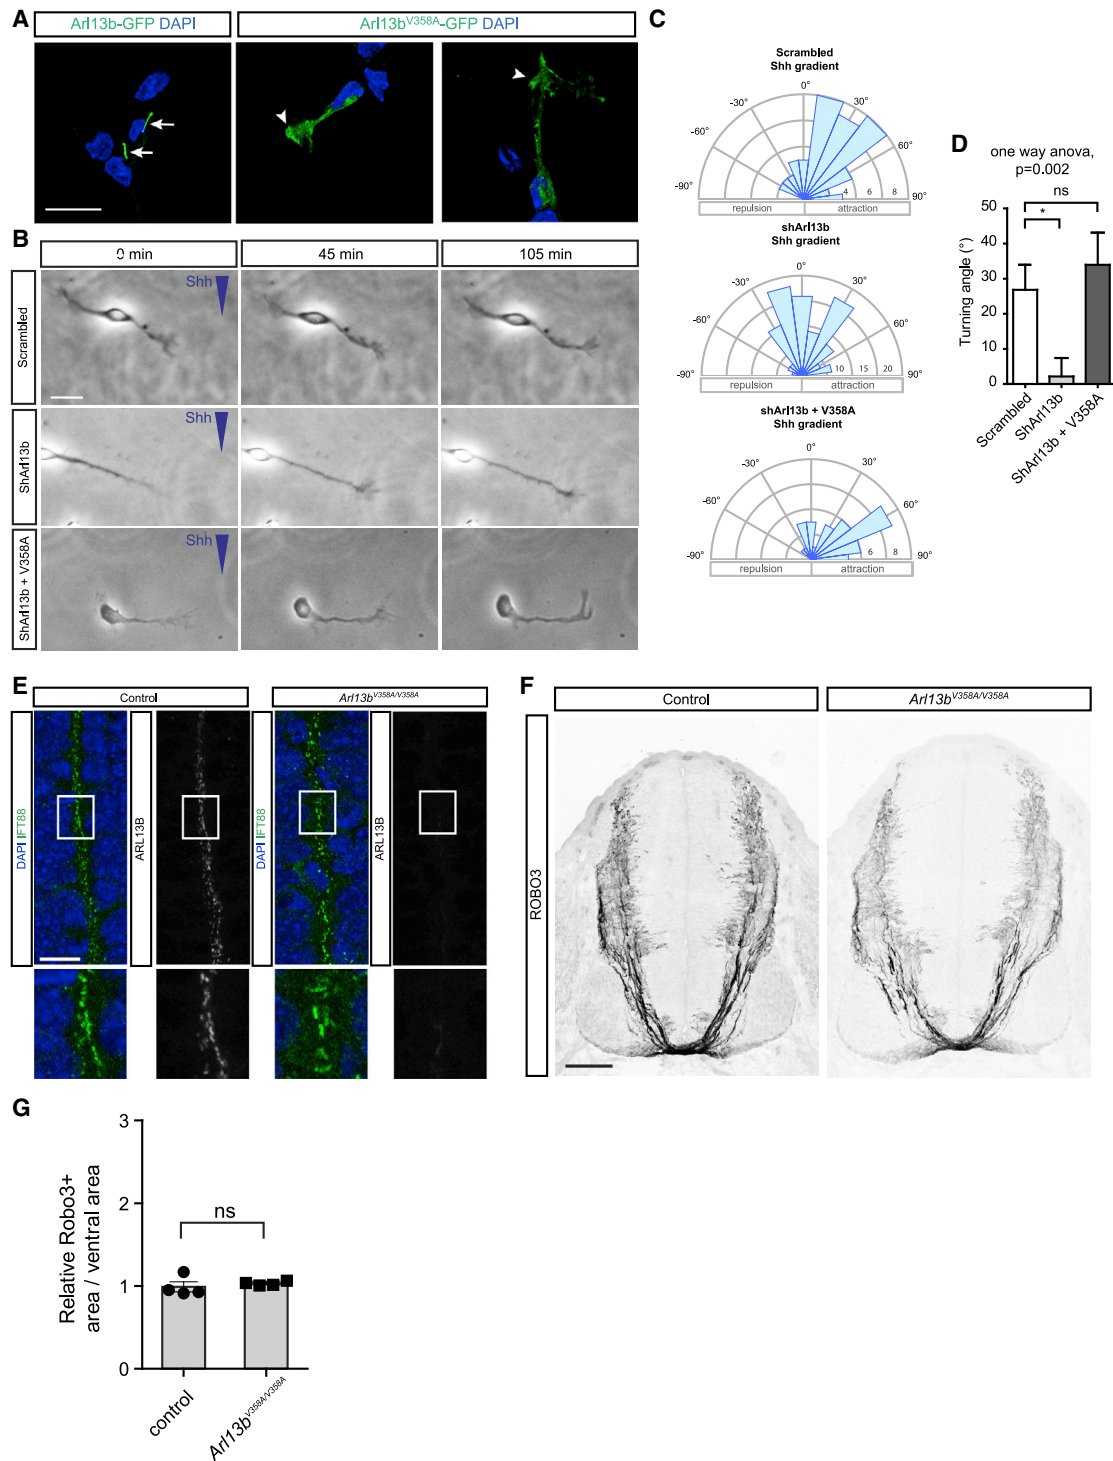 A
Arl13b-GFP DAPI
Arl13bV358A-GFP DAPI
B
0 min
45 min
105 min
Scrambled
Shh
ShArl13b
Shh
ShArl13b + V358A
Shh
C
Scrambled
Shh gradient
0°
-30°
30°
-60°
60°
-90°
4
6
8
90°
repulsion
attraction
shArl13b
Shh gradient
0°
-30°
30°
-60°
60°
-90°
10
15
20
90°
repulsion
attraction
shArl13b + V358A
Shh gradient
0°
-30°
30°
-60°
60°
-90°
6
8
90°
repulsion
attraction
D
one way anova,
p=0.002
ns
*
Turning angle (°)
50
40
30
20
10
0
Scrambled
ShArl13b
ShArl13b + V358A
E
Control
Arl13bV358A/V358A
DAPI IFT88
ARL13B
DAPI IFT88
ARL13B
F
Control
Arl13bV358A/V358A
ROBO3
G
Relative Robo3+
area / ventral area
3
2
1
0
ns
control
Arl13bV358A/V358A